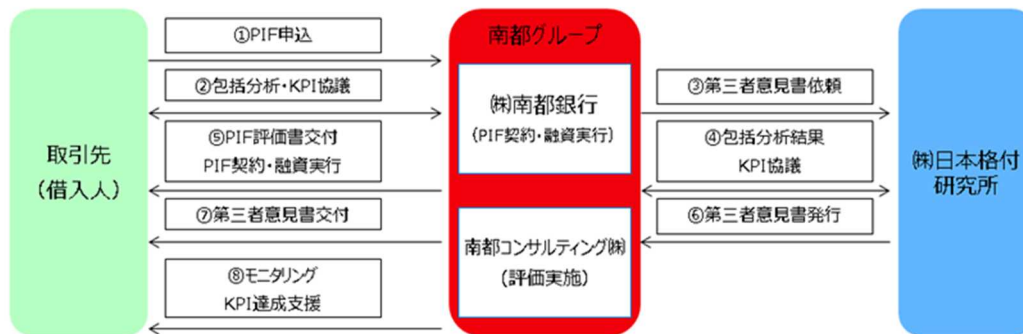 取引先
(借入人)
①PIF申込
②包括分析・KPI協議
⑤PIF評価書交付
PIF契約・融資実行
⑦第三者意見書交付
⑧モニタリング
KPI達成支援
南都グループ
㈱南都銀行
(PIF契約・融資実行)
南都コンサルティング㈱
(評価実施)
③第三者意見書依頼
④包括分析結果
KPI協議
⑥第三者意見書発行
㈱日本格付
研究所